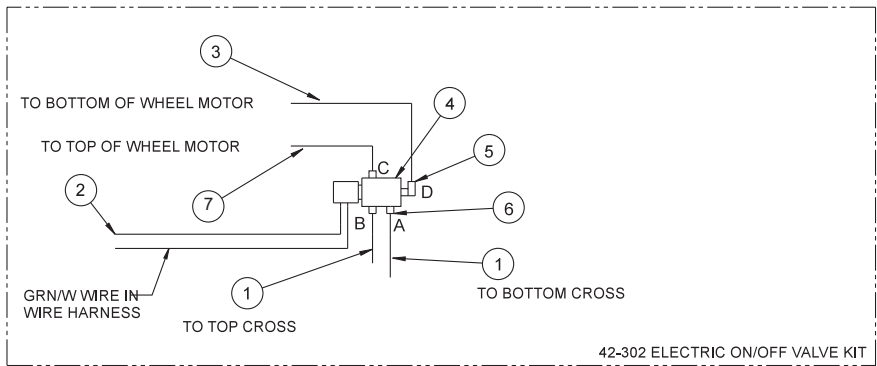 3
TO BOTTOM OF WHEEL MOTOR
4
TO TOP OF WHEEL MOTOR
5
C
2
7
D
6
B
A
GRN/W WIRE IN
WIRE HARNESS
1
TO TOP CROSS
1
TO BOTTOM CROSS
42-302 ELECTRIC ON/OFF VALVE KIT